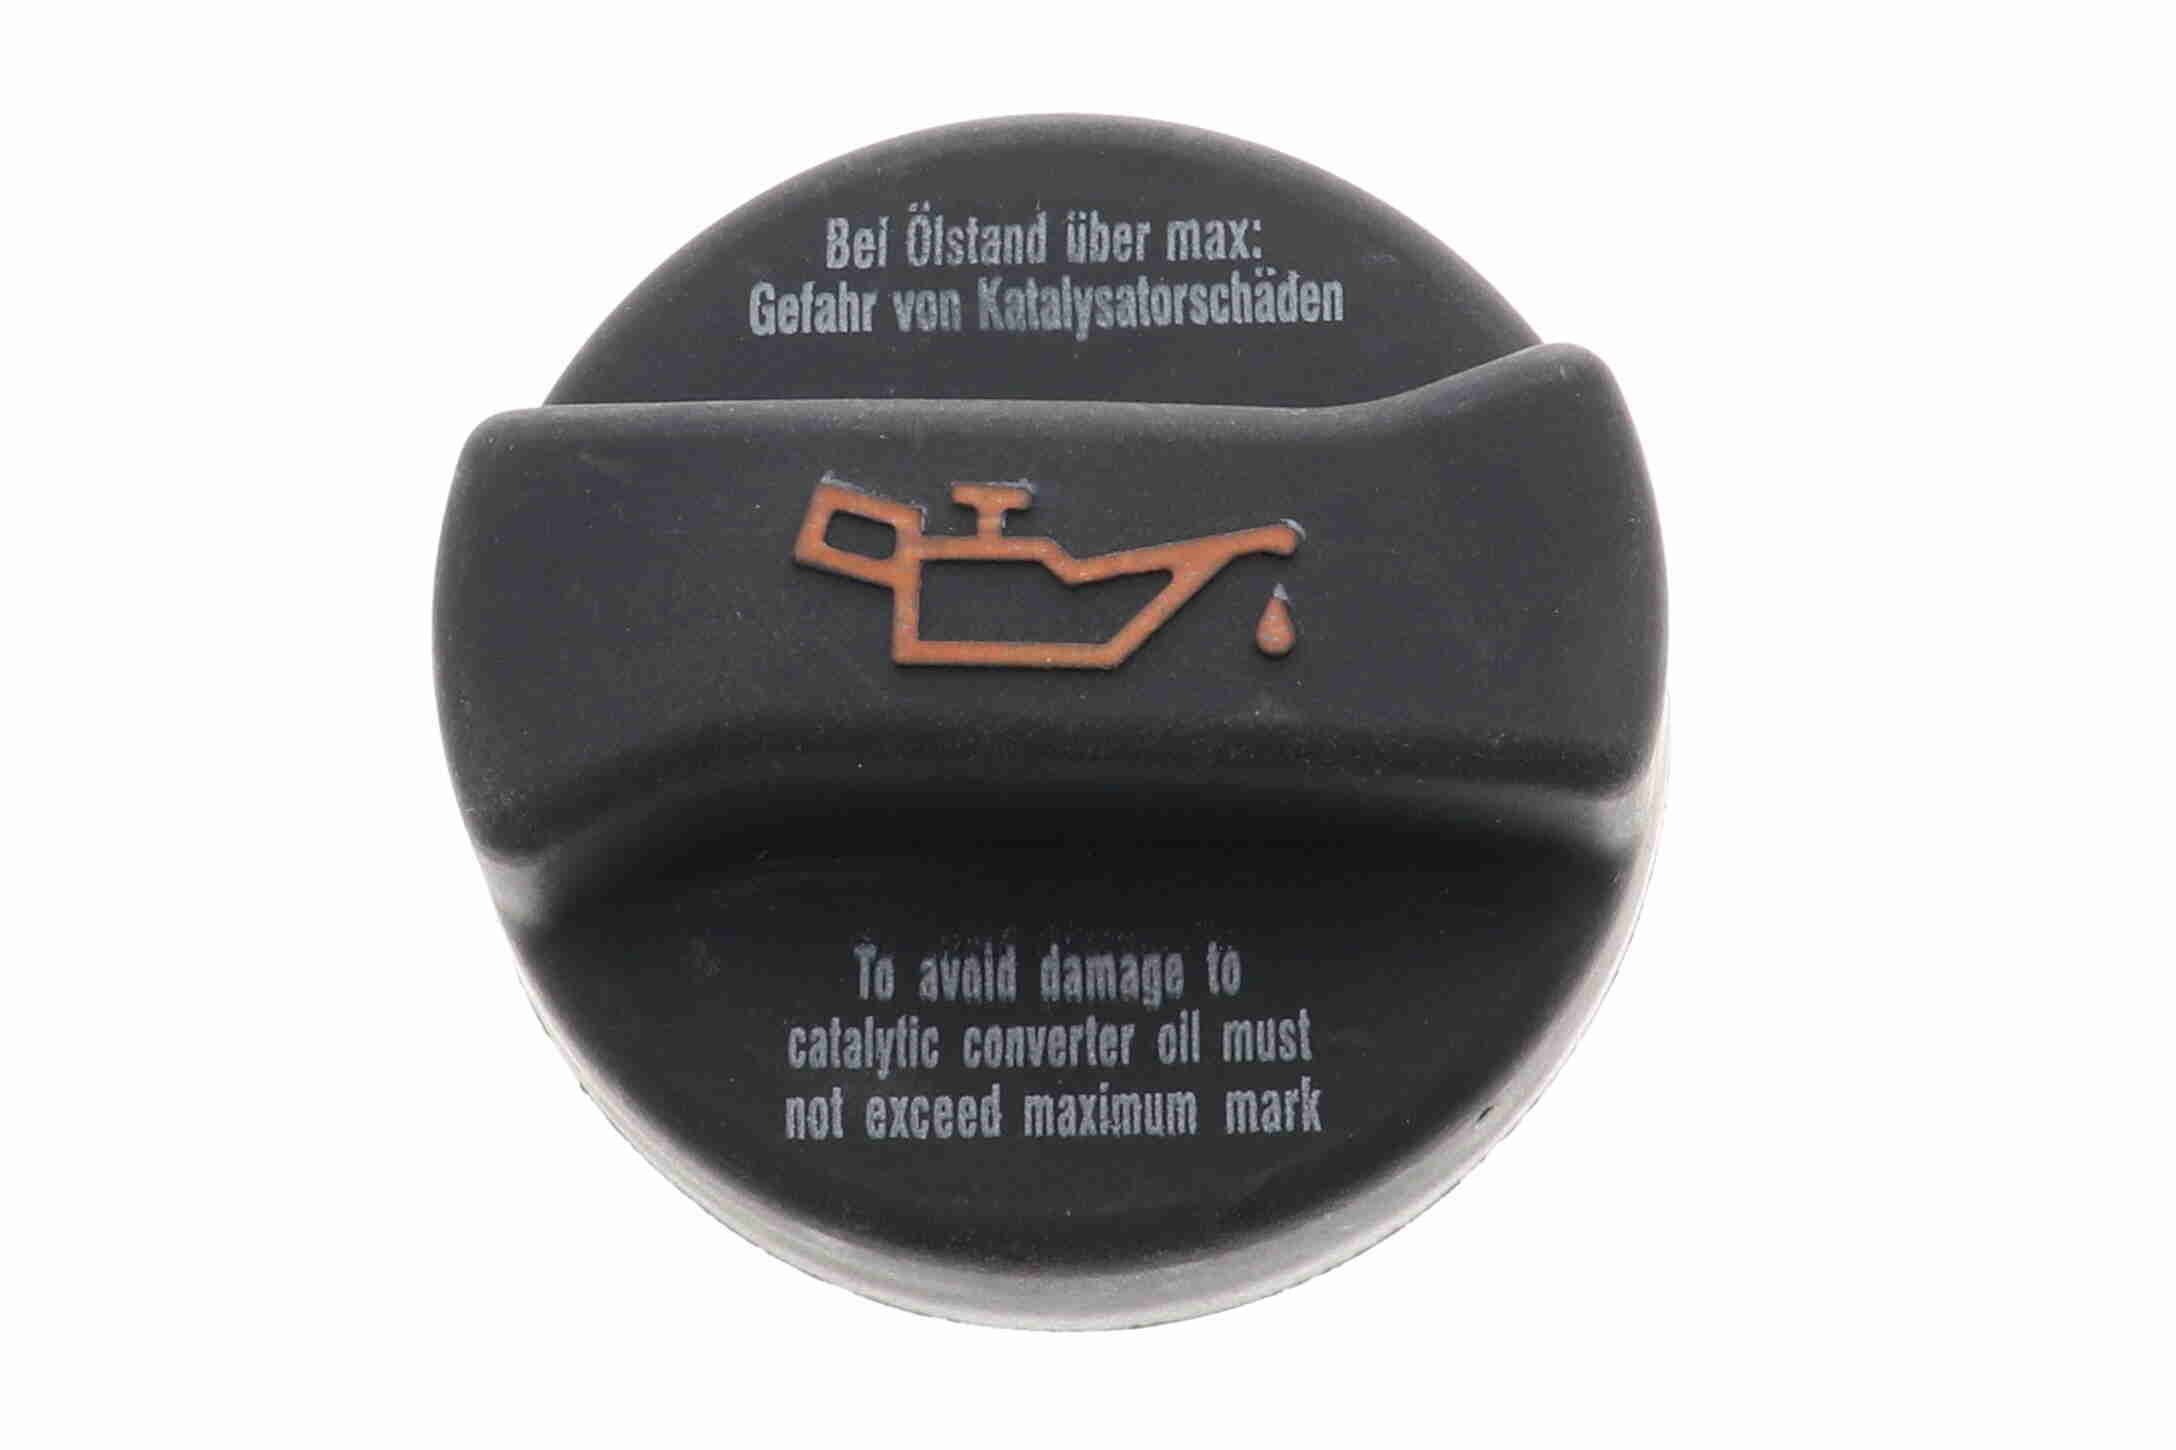 Bei Ölstand über max:
Gefahr von Katalysatorschäden
To avoid damage to
catalytic converter oil must
not exceed maximum mark